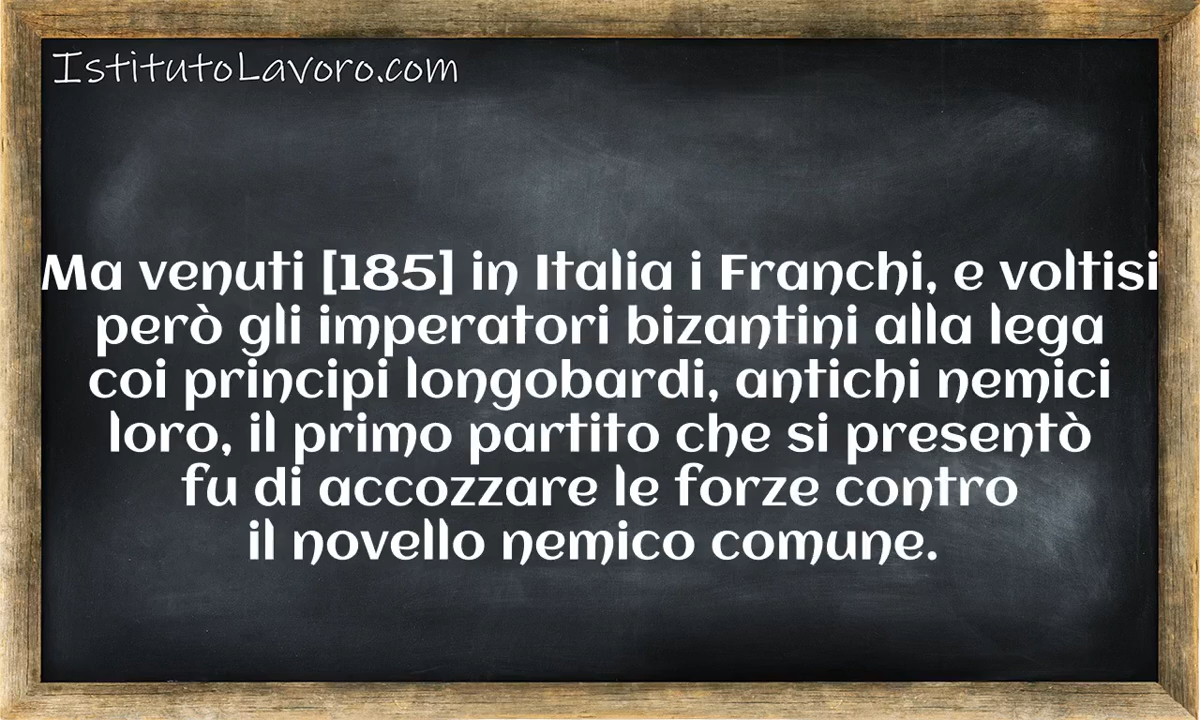 IstitutoLavoro.com
Ma venuti [185] in Italia i Franchi, e voltisi
però gli imperatori bizantini alla lega
coi principi longobardi, antichi nemici
loro, il primo partito che si presentò
fu di accozzare le forze contro
il novello nemico comune.